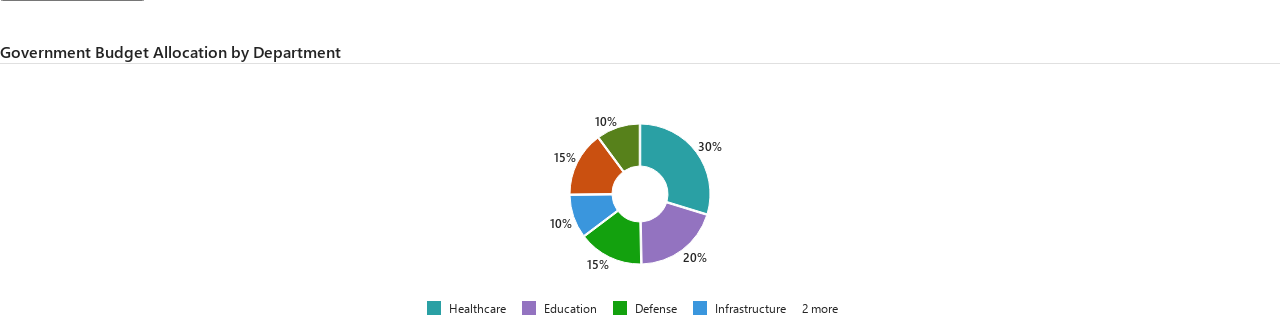 Government Budget Allocation by Department
10%
30%
15%
10%
20%
15%
Healthcare
Education
Defense
Infrastructure
2 more